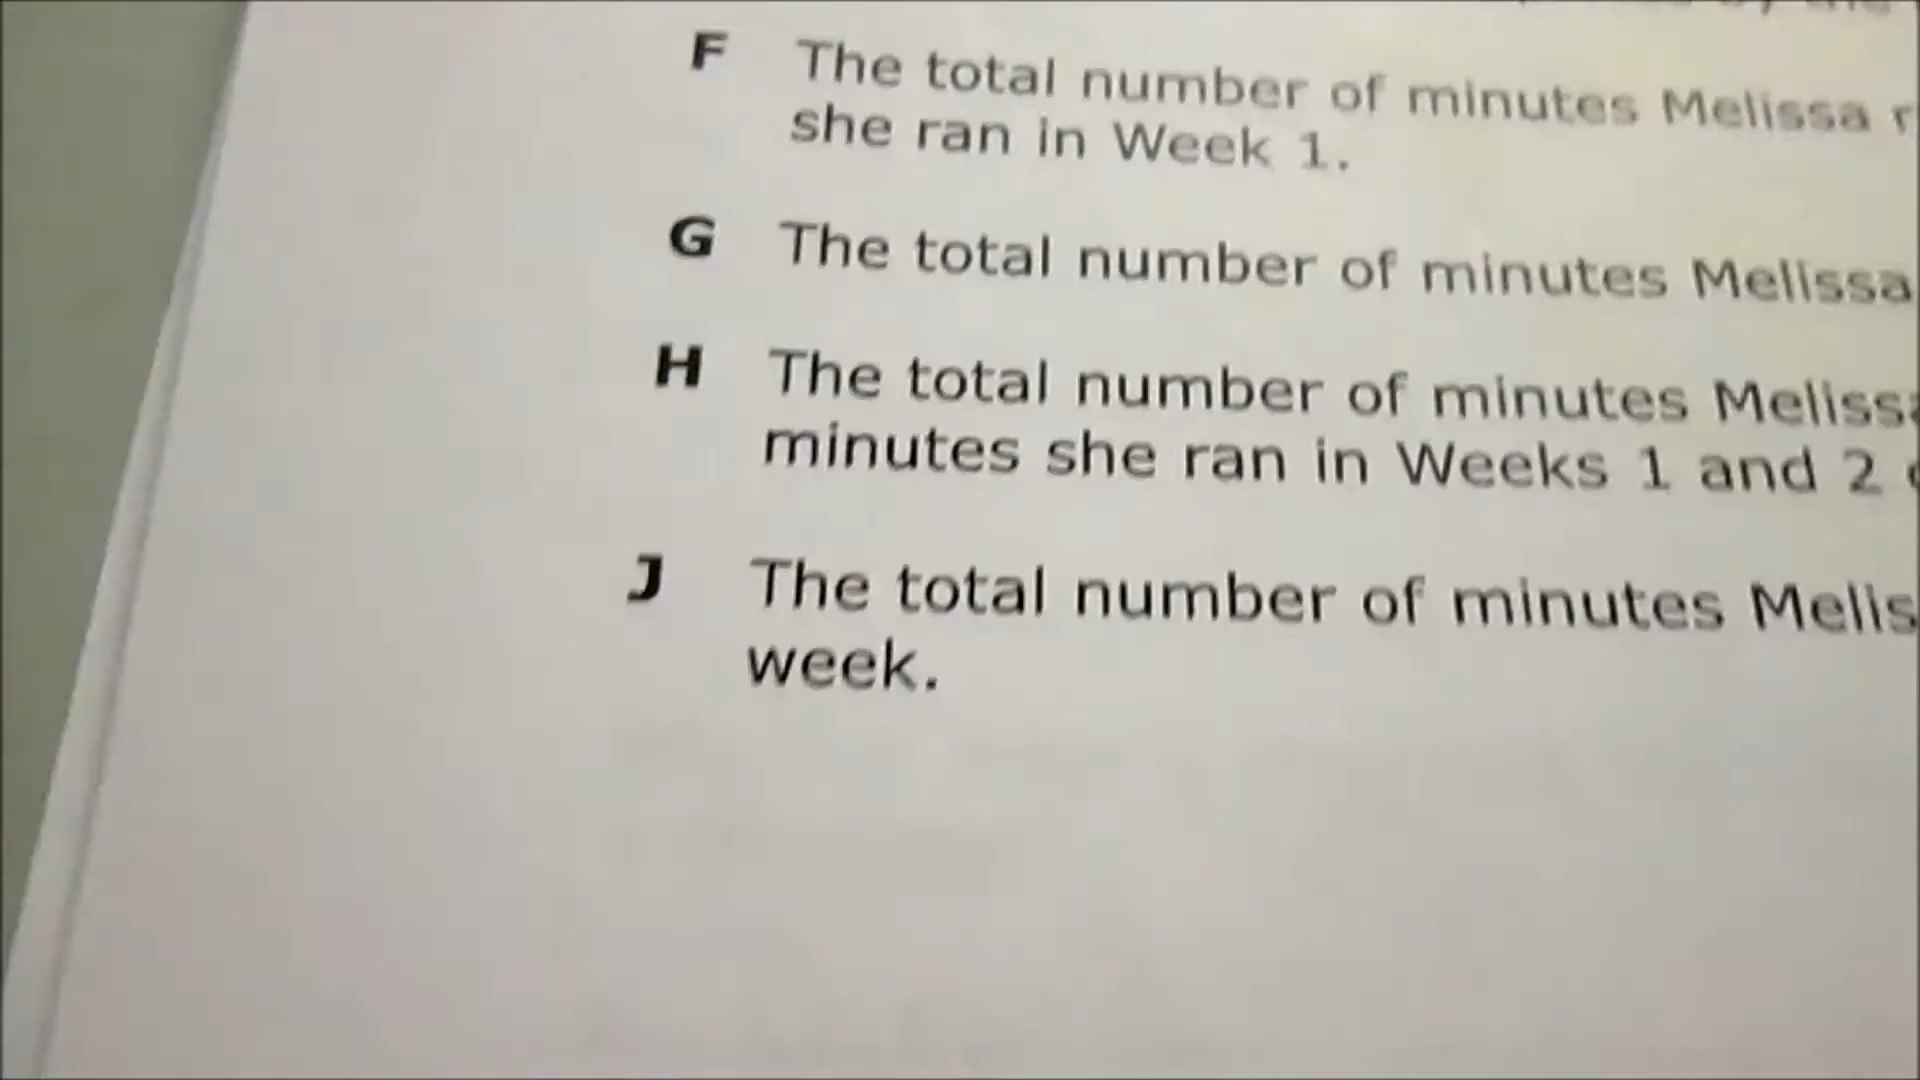 F The total number of minutes Melissa
she ran in Week 1.
G The total number of minutes Melissa
H The total number of minutes Melissa
minutes she ran in Weeks 1 and 2
J The total number of minutes Melis
week.